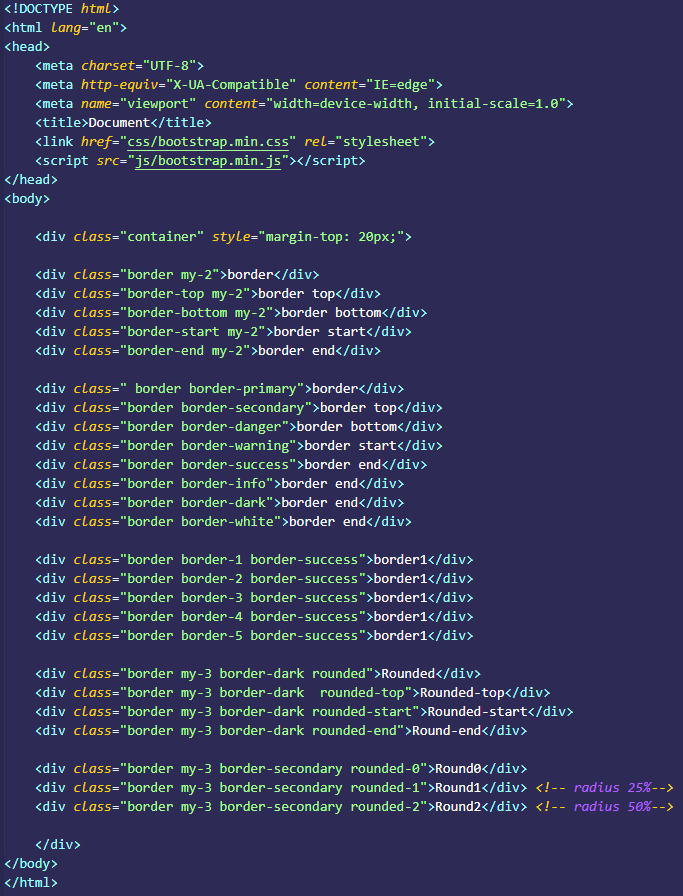 <!DOCTYPE html>
<html lang="en">
<head>
    <meta charset="UTF-8">
    <meta http-equiv="X-UA-Compatible" content="IE=edge">
    <meta name="viewport" content="width=device-width, initial-scale=1.0">
    <title>Document</title>
    <link href="css/bootstrap.min.css" rel="stylesheet">
    <script src="js/bootstrap.min.js"></script>
</head>
<body>

    <div class="container" style="margin-top: 20px;">

    <div class="border my-2">border</div>
    <div class="border-top my-2">border top</div>
    <div class="border-bottom my-2">border bottom</div>
    <div class="border-start my-2">border start</div>
    <div class="border-end my-2">border end</div>

    <div class=" border border-primary">border</div>
    <div class="border border-secondary">border top</div>
    <div class="border border-danger">border bottom</div>
    <div class="border border-warning">border start</div>
    <div class="border border-success">border end</div>
    <div class="border border-info">border end</div>
    <div class="border border-dark">border end</div>
    <div class="border border-white">border end</div>

    <div class="border border-1 border-success">border1</div>
    <div class="border border-2 border-success">border1</div>
    <div class="border border-3 border-success">border1</div>
    <div class="border border-4 border-success">border1</div>
    <div class="border border-5 border-success">border1</div>

    <div class="border my-3 border-dark rounded">Rounded</div>
    <div class="border my-3 border-dark  rounded-top">Rounded-top</div>
    <div class="border my-3 border-dark rounded-start">Rounded-start</div>
    <div class="border my-3 border-dark rounded-end">Round-end</div>

    <div class="border my-3 border-secondary rounded-0">Round0</div>
    <div class="border my-3 border-secondary rounded-1">Round1</div> <!-- radius 25%-->
    <div class="border my-3 border-secondary rounded-2">Round2</div> <!-- radius 50%-->

    </div>
</body>
</html>